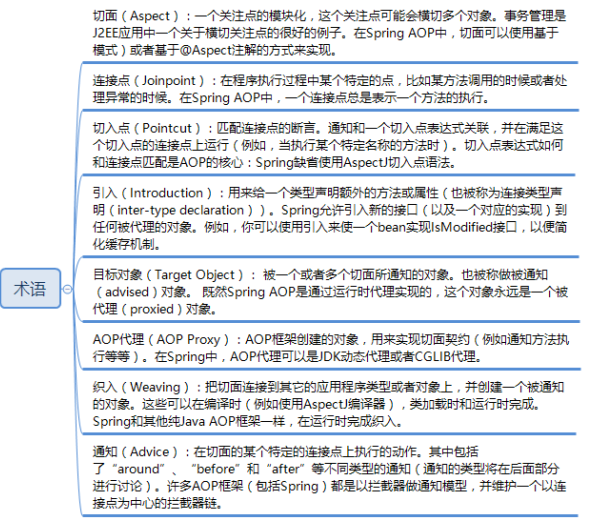 术语
切面（Aspect）：一个关注点的模块化，这个关注点可能会横切多个对象。事务管理是
J2EE应用中一个关于横切关注点的很好的例子。在Spring AOP中，切面可以使用基于
模式）或者基于@Aspect注解的方式来实现。
连接点（Joinpoint）：在程序执行过程中某个特定的点，比如某方法调用的时候或者处
理异常的时候。在Spring AOP中，一个连接点总是表示一个方法的执行。
切入点（Pointcut）：匹配连接点的断言。通知和一个切入点表达式关联，并在满足这
个切入点的连接点上运行（例如，当执行某个特定名称的方法时）。切入点表达式如何
和连接点匹配是AOP的核心：Spring缺省使用AspectJ切入点语法。
引入（Introduction）：用来给一个类型声明额外的方法或属性（也被称为连接类型声
明（inter-type declaration））。Spring允许引入新的接口（以及一个对应的实现）到
任何被代理的对象。例如，你可以使用引入来使一个bean实现IsModified接口，以便简
化缓存机制。
目标对象（Target Object）： 被一个或者多个切面所通知的对象。也被称做被通知
（advised）对象。 既然Spring AOP是通过运行时代理实现的，这个对象永远是一个被
代理（proxied）对象。
AOP代理（AOP Proxy）：AOP框架创建的对象，用来实现切面契约（例如通知方法执
行等等）。在Spring中，AOP代理可以是JDK动态代理或者CGLIB代理。
织入（Weaving）：把切面连接到其它的应用程序类型或者对象上，并创建一个被通知
的对象。这些可以在编译时（例如使用AspectJ编译器），类加载时和运行时完成。
Spring和其他纯Java AOP框架一样，在运行时完成织入。
通知（Advice）：在切面的某个特定的连接点上执行的动作。其中包括
了“around”、“before”和“after”等不同类型的通知（通知的类型将在后面部分
进行讨论）。许多AOP框架（包括Spring）都是以拦截器做通知模型，并维护一个以连
接点为中心的拦截器链。